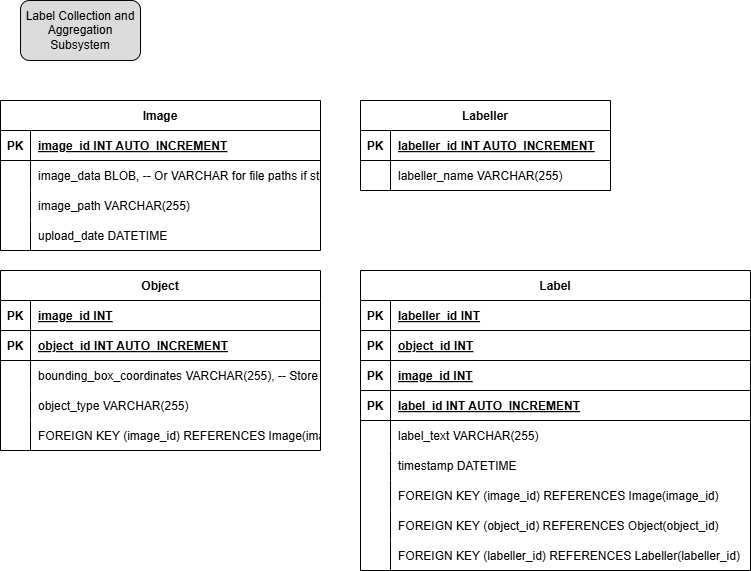 Label Collection and
Aggregation
Subsystem
Image
PK image_id INT AUTO_INCREMENT
image_data BLOB, -- Or VARCHAR for file paths if st
image_path VARCHAR(255)
upload_date DATETIME
Labeller
PK labeller_id INT AUTO_INCREMENT
labeller_name VARCHAR(255)
Object
PK image_id INT
PK object_id INT AUTO_INCREMENT
bounding_box_coordinates VARCHAR(255), -- Store
object_type VARCHAR(255)
FOREIGN KEY (image_id) REFERENCES Image(ima
Label
PK labeller_id INT
PK object_id INT
PK image_id INT
PK label_id INT AUTO_INCREMENT
label_text VARCHAR(255)
timestamp DATETIME
FOREIGN KEY (image_id) REFERENCES Image(image_id)
FOREIGN KEY (object_id) REFERENCES Object(object_id)
FOREIGN KEY (labeller_id) REFERENCES Labeller(labeller_id)